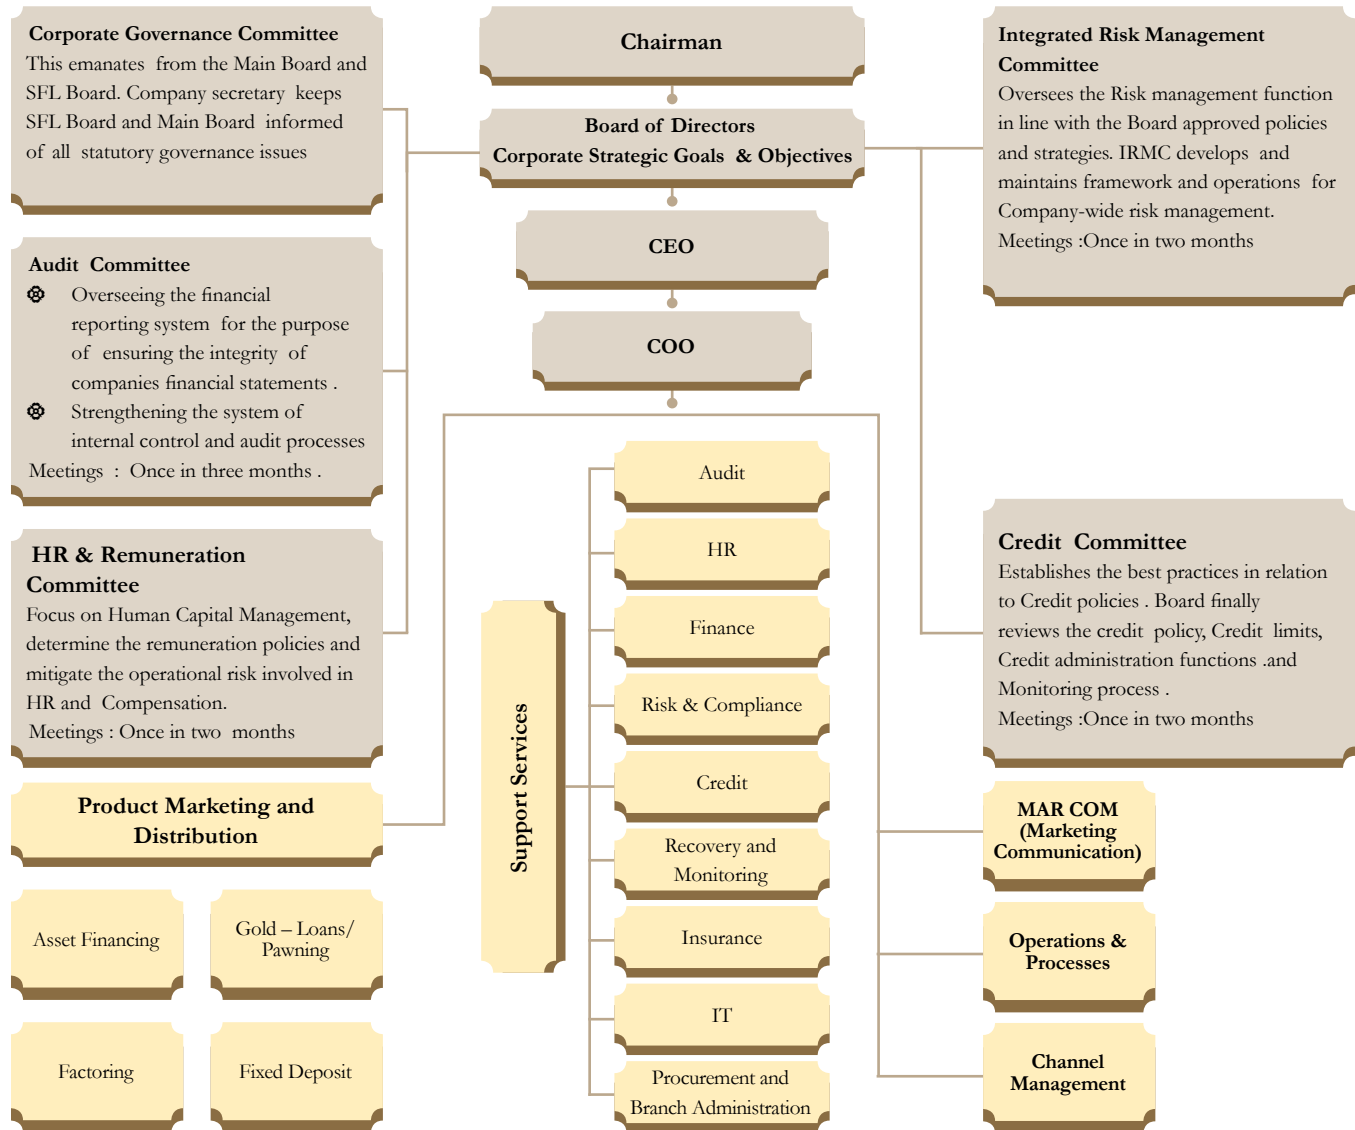 Corporate Governance Committee
This emanates from the Main Board and
SFL Board. Company secretary keeps
SFL Board and Main Board informed
of all statutory governance issues
Chairman
Board of Directors
Corporate Strategic Goals & Objectives
CEO
COO
Integrated Risk Management
Committee
Oversees the Risk management function
in line with the Board approved policies
and strategies. IRMC develops and
maintains framework and operations for
Company-wide risk management.
Meetings :Once in two months
Audit Committee
Overseeing the financial
reporting system for the purpose
of ensuring the integrity of
companies financial statements .
Strengthening the system of
internal control and audit processes
Meetings : Once in three months .
HR & Remuneration
Committee
Focus on Human Capital Management,
determine the remuneration policies and
mitigate the operational risk involved in
HR and Compensation.
Meetings : Once in two months
Credit Committee
Establishes the best practices in relation
to Credit policies . Board finally
reviews the credit policy, Credit limits,
Credit administration functions .and
Monitoring process .
Meetings :Once in two months
Product Marketing and
Distribution
Asset Financing
Gold – Loans/
Pawning
Factoring
Fixed Deposit
Support Services
Audit
HR
Finance
Risk & Compliance
Credit
Recovery and
Monitoring
Insurance
IT
Procurement and
Branch Administration
MAR COM
(Marketing
Communication)
Operations &
Processes
Channel
Management